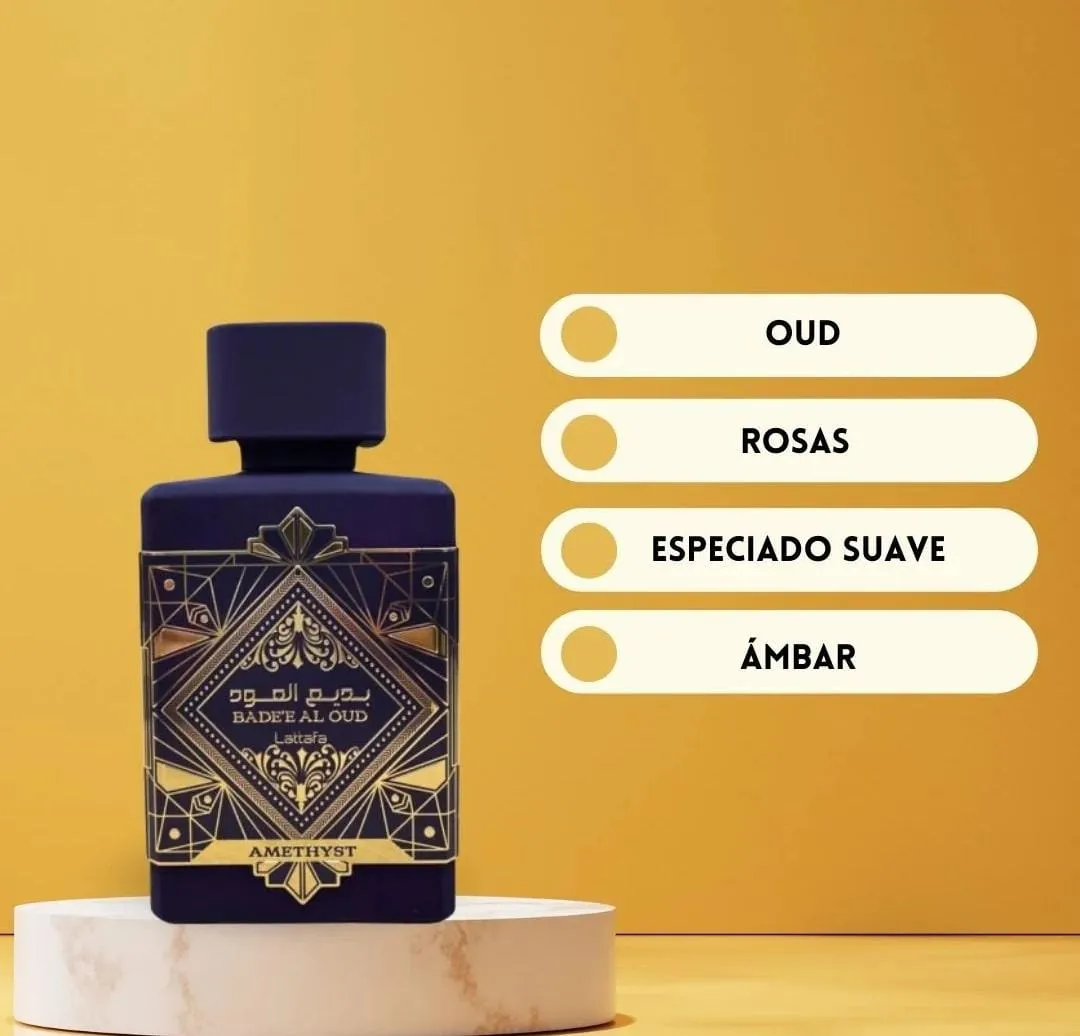 OUD
ROSAS
ESPECIADO SUAVE
ÁMBAR
بديع العود
BADE'E AL OUD
Lattafa
AMETHYST